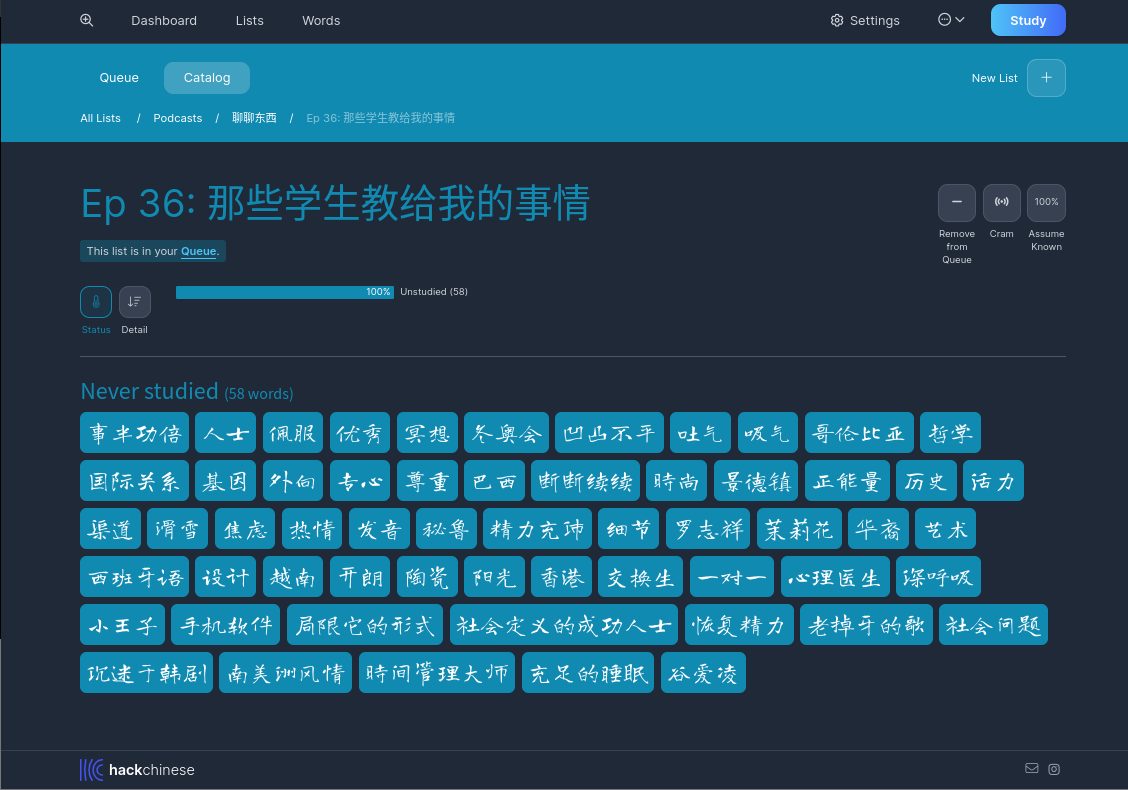 Dashboard Lists Words Settings Study
Queue Catalog New List +
All Lists / Podcasts / 聊聊东西 / Ep 36: 那些学生教给我的事情
Ep 36: 那些学生教给我的事情
100%
Remove from Queue Cram Assume Known
This list is in your Queue.
100% Unstudied (58)
Status Detail
Never studied (58 words)
事半功倍 人士 佩服 优秀 冥想 冬奥会 凹凸不平 吐气 吸气 哥伦比亚 哲学
国际关系 基因 外向 专心 尊重 巴西 断断续续 時尚 景德镇 正能量 历史 活力
渠道 滑雪 焦虑 热情 发音 秘鲁 精力充沛 细节 罗志祥 茉莉花 华裔 艺术
西班牙语 设计 越南 开朗 陶瓷 阳光 香港 交换生 一对一 心理医生 深呼吸
小王子 手机软件 局限它的形式 社会定义的成功人士 恢复精力 老掉牙的歌 社会问题
沉迷于韩剧 南美洲风情 時间管理大师 充足的睡眠 谷爱凌
hackchinese